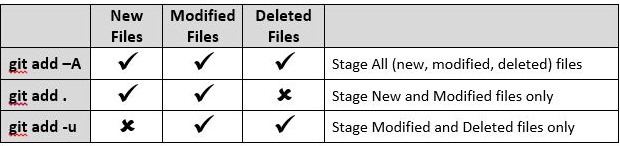 New Files Modified Files Deleted Files
git add –A ✓ ✓ ✓ Stage All (new, modified, deleted) files
git add . ✓ ✓ ✗ Stage New and Modified files only
git add -u ✗ ✓ ✓ Stage Modified and Deleted files only